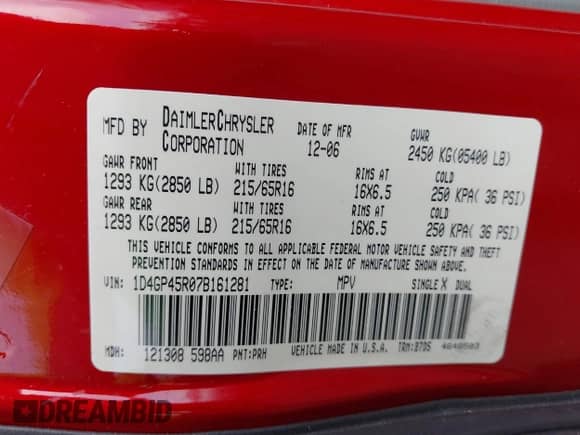 MFD BY DAIMLERCHRYSLER CORPORATION DATE OF MFR 12-06 GVWR 2450 KG(05400 LB)
GAWR FRONT WITH TIRES RIMS AT COLD
1293 KG(2850 LB) 215/65R16 16X6.5 250 KPA( 36 PSI)
GAWR REAR WITH TIRES RIMS AT COLD
1293 KG(2850 LB) 215/65R16 16X6.5 250 KPA( 36 PSI)
THIS VEHICLE CONFORMS TO ALL APPLICABLE FEDERAL MOTOR VEHICLE SAFETY AND THEFT
PREVENTION STANDARDS IN EFFECT ON THE DATE OF MANUFACTURE SHOWN ABOVE.
VIN: 1D4GP45R07B161281 TYPE: MPV SINGLE X DUAL
MDH: 121308 598AA PNT:PRH VEHICLE MADE IN U.S.A. TRM:B7D5 4648503
DREAMBID